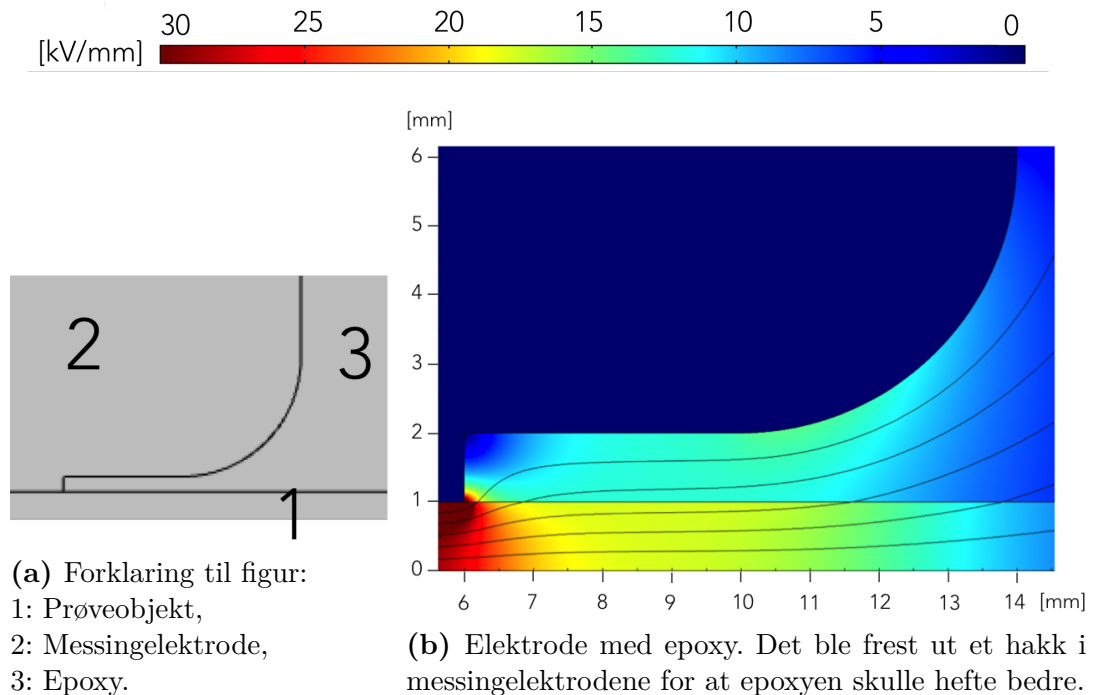 30 25 20 15 10 5 0
[kV/mm]
[mm]
6
5
4
3
2
1
0
6 7 8 9 10 11 12 13 14 [mm]
2
3
1
(a) Forklaring til figur:
1: Prøveobjekt,
2: Messingelektrode,
3: Epoxy.
(b) Elektrode med epoxy. Det ble frest ut et hakk i
messingelektrodene for at epoxyen skulle hefte bedre.